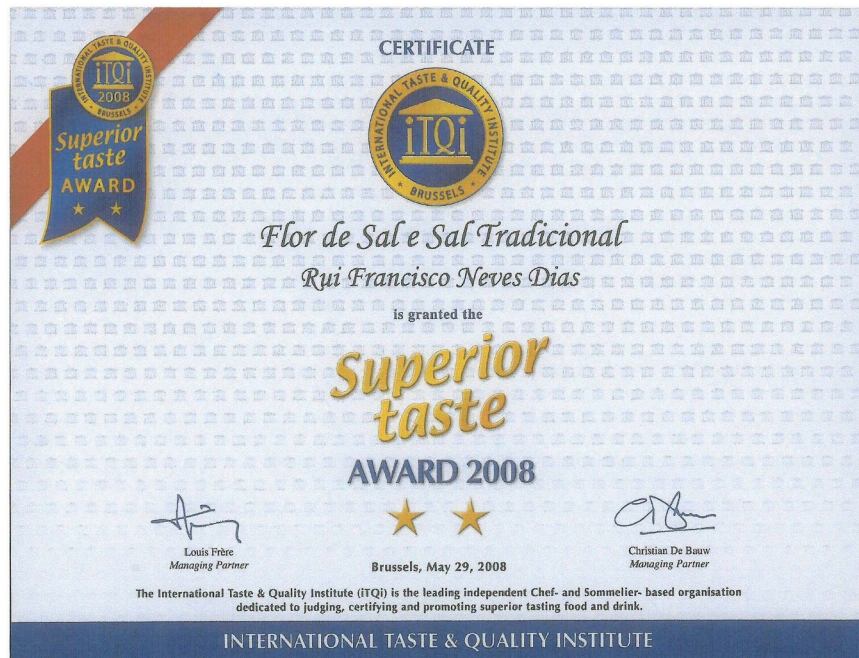 INTERNATIONAL TASTE & QUALITY INSTITUTE
iTQi
2008
BRUSSELS
Superior
taste
AWARD
CERTIFICATE
INTERNATIONAL TASTE & QUALITY INSTITUTE
iTQi
BRUSSELS
Flor de Sal e Sal Tradicional
Rui Francisco Neves Dias
is granted the
Superior
taste
AWARD 2008
Louis Frère
Managing Partner
Brussels, May 29, 2008
Christian De Bauw
Managing Partner
The International Taste & Quality Institute (iTQi) is the leading independent Chef- and Sommelier- based organisation
dedicated to judging, certifying and promoting superior tasting food and drink.
INTERNATIONAL TASTE & QUALITY INSTITUTE